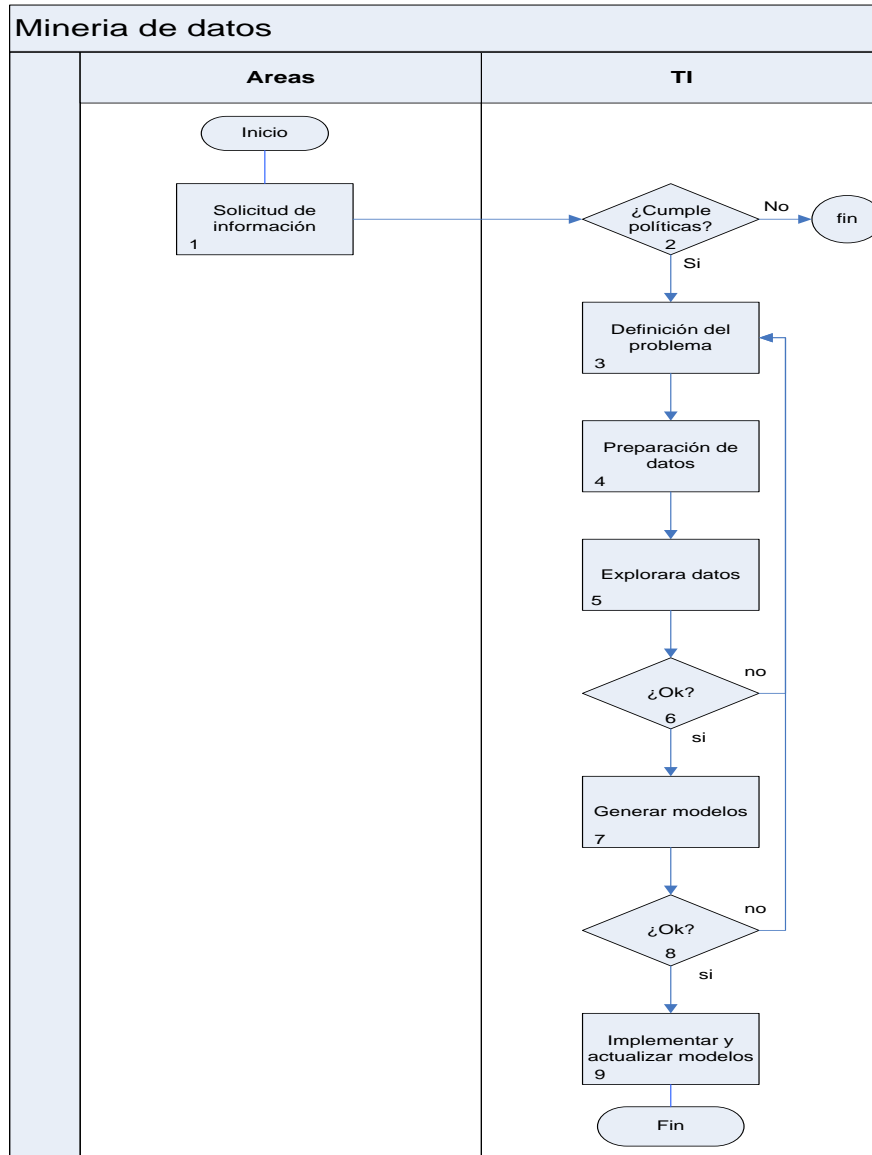 Mineria de datos
Areas
TI
Inicio
Solicitud de
información
1
¿Cumple
políticas?
2
No
fin
Si
Definición del
problema
3
Preparación de
datos
4
Explorara datos
5
¿Ok?
6
no
si
Generar modelos
7
¿Ok?
8
no
si
Implementar y
actualizar modelos
9
Fin